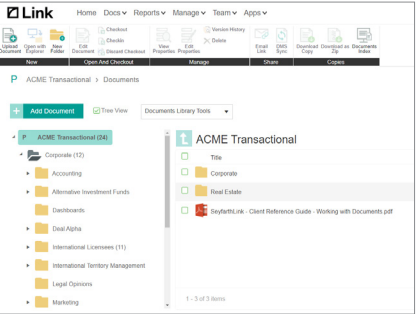 Link
Home Docs Reports Manage Team Apps
Upload Document
Open with Explorer
New Folder
Edit Document
Checkout
Checkin
Discard Checkout
View Properties
Edit Properties
Version History
Delete
Email Link
OMS Sync
Download Copy
Download as Zip
Documents Index
New
Open And Checkout
Manage
Share
Copies
P ACME Transactional Documents
+ Add Document
Tree View
Documents Library Tools
P ACME Transactional (24)
Corporate (12)
Accounting
Alternative Investment Funds
Dashboards
Deal Alpha
International Licensees (11)
International Territory Management
Legal Opinions
Marketing
ACME Transactional
Title
Corporate
Real Estate
SeyfarthLink - Client Reference Guide - Working with Documents.pdf
1 - 3 of 3 items